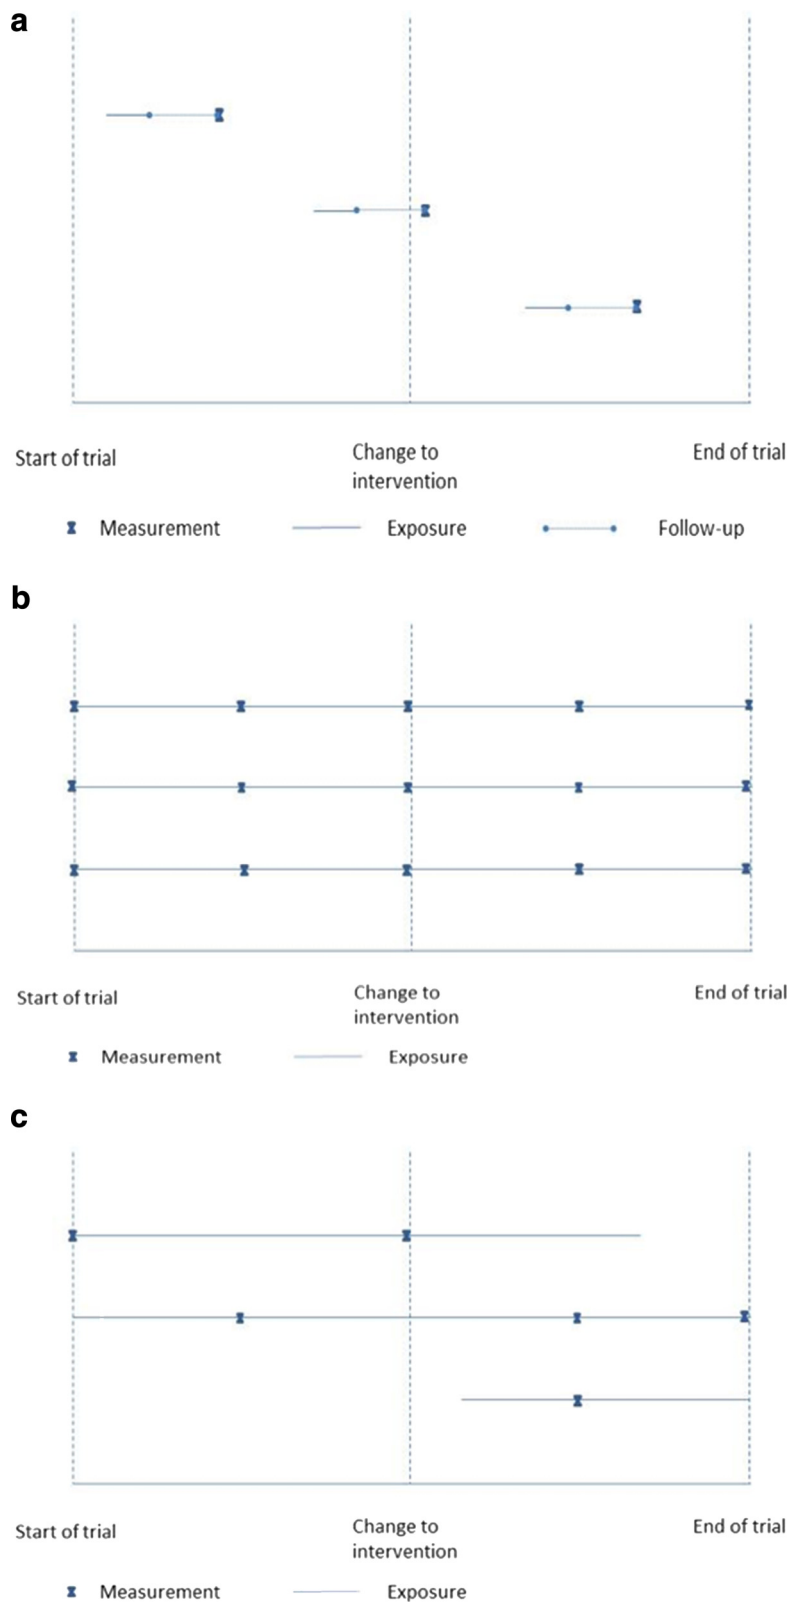 a
Start of trial
Change to
intervention
End of trial
Measurement
Exposure
Follow-up
b
Start of trial
Change to
intervention
End of trial
Measurement
Exposure
c
Start of trial
Change to
intervention
End of trial
Measurement
Exposure